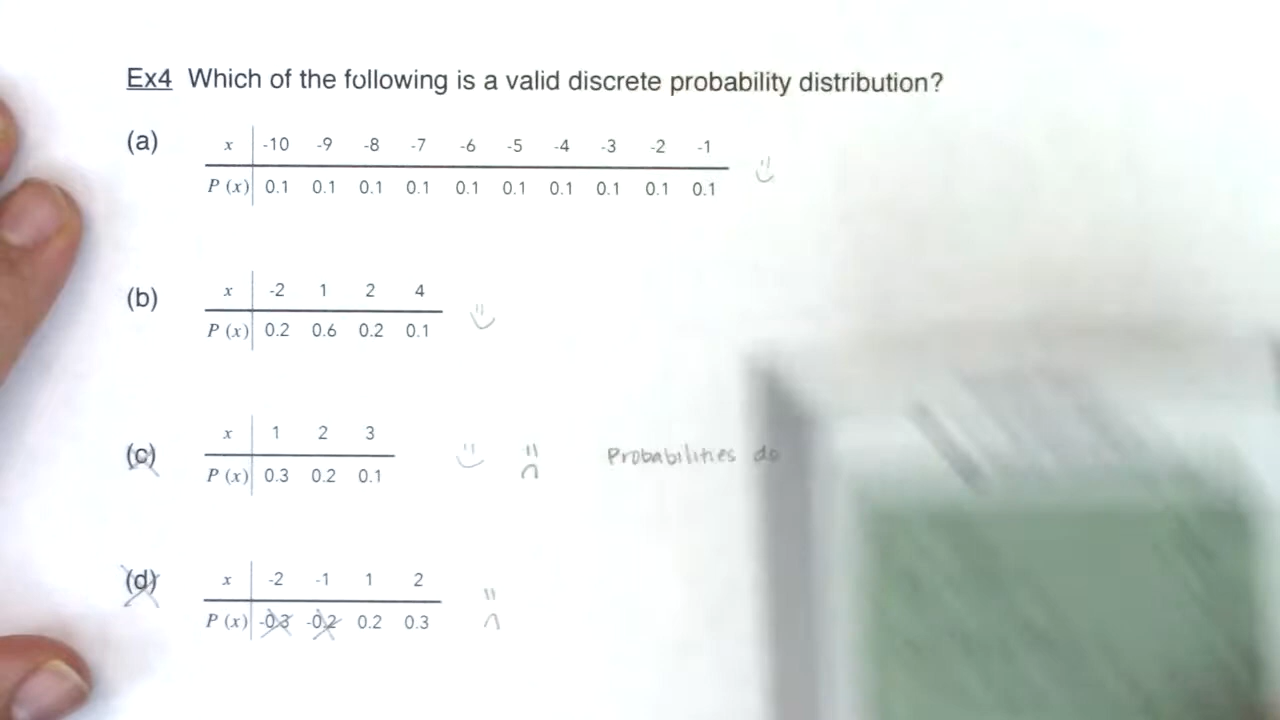 Ex4 Which of the following is a valid discrete probability distribution?
(a)
x -10 -9 -8 -7 -6 -5 -4 -3 -2 -1
P (x) 0.1 0.1 0.1 0.1 0.1 0.1 0.1 0.1 0.1 0.1
(b)
x -2 1 2 4
P (x) 0.2 0.6 0.2 0.1
(c)
x 1 2 3
P (x) 0.3 0.2 0.1
Probabilities do
(d)
x -2 -1 1 2
P (x) -0.3 -0.2 0.2 0.3